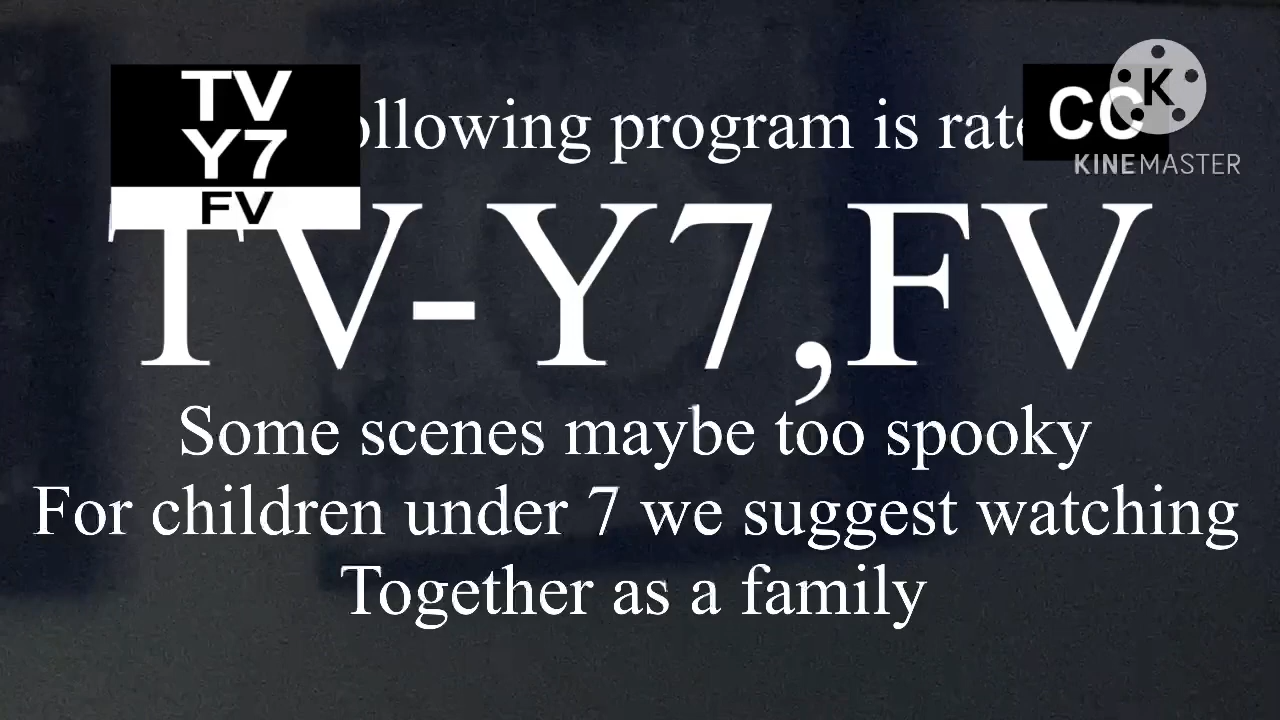 TV
Y7
FV
ollowing program is rate
CC
K
KINEMASTER
TV-Y7,FV
Some scenes maybe too spooky
For children under 7 we suggest watching
Together as a family